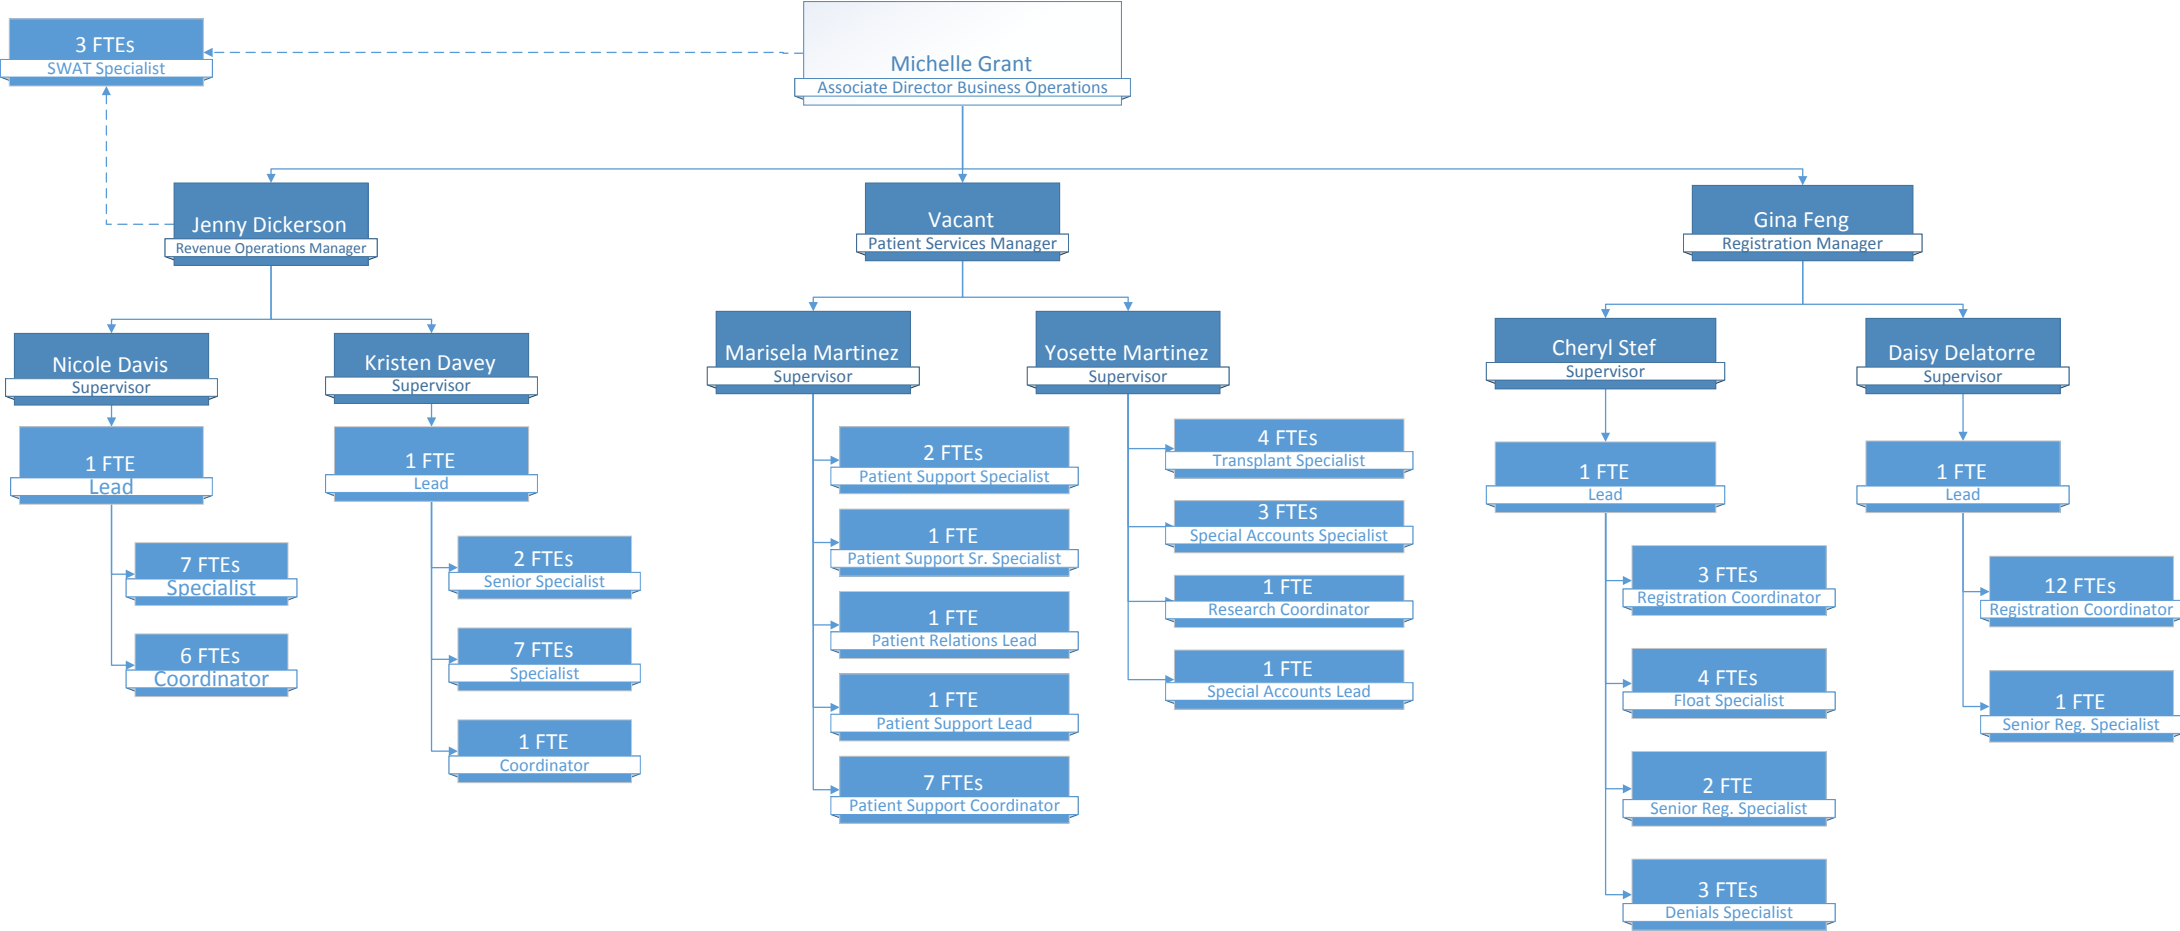 3 FTEs
SWAT Specialist
Michelle Grant
Associate Director Business Operations
Jenny Dickerson
Revenue Operations Manager
Vacant
Patient Services Manager
Gina Feng
Registration Manager
Nicole Davis
Supervisor
Kristen Davey
Supervisor
Marisela Martinez
Supervisor
Yosette Martinez
Supervisor
Cheryl Stef
Supervisor
Daisy Delatorre
Supervisor
1 FTE
Lead
7 FTEs
Specialist
6 FTEs
Coordinator
1 FTE
Lead
2 FTEs
Senior Specialist
7 FTEs
Specialist
1 FTE
Coordinator
2 FTEs
Patient Support Specialist
1 FTE
Patient Support Sr. Specialist
1 FTE
Patient Relations Lead
1 FTE
Patient Support Lead
7 FTEs
Patient Support Coordinator
4 FTEs
Transplant Specialist
3 FTEs
Special Accounts Specialist
1 FTE
Research Coordinator
1 FTE
Special Accounts Lead
1 FTE
Lead
3 FTEs
Registration Coordinator
4 FTEs
Float Specialist
2 FTE
Senior Reg. Specialist
3 FTEs
Denials Specialist
1 FTE
Lead
12 FTEs
Registration Coordinator
1 FTE
Senior Reg. Specialist